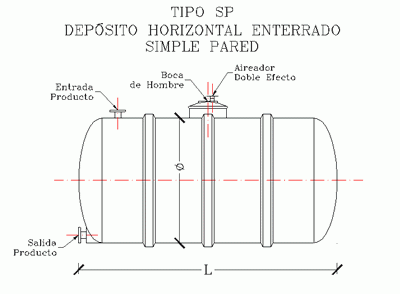 TIPO SP
DEPÓSITO HORIZONTAL ENTERRADO
SIMPLE PARED
Aireador
Doble Efecto
Boca
de Hombre
Entrada
Producto
Ø
Salida
Producto
L